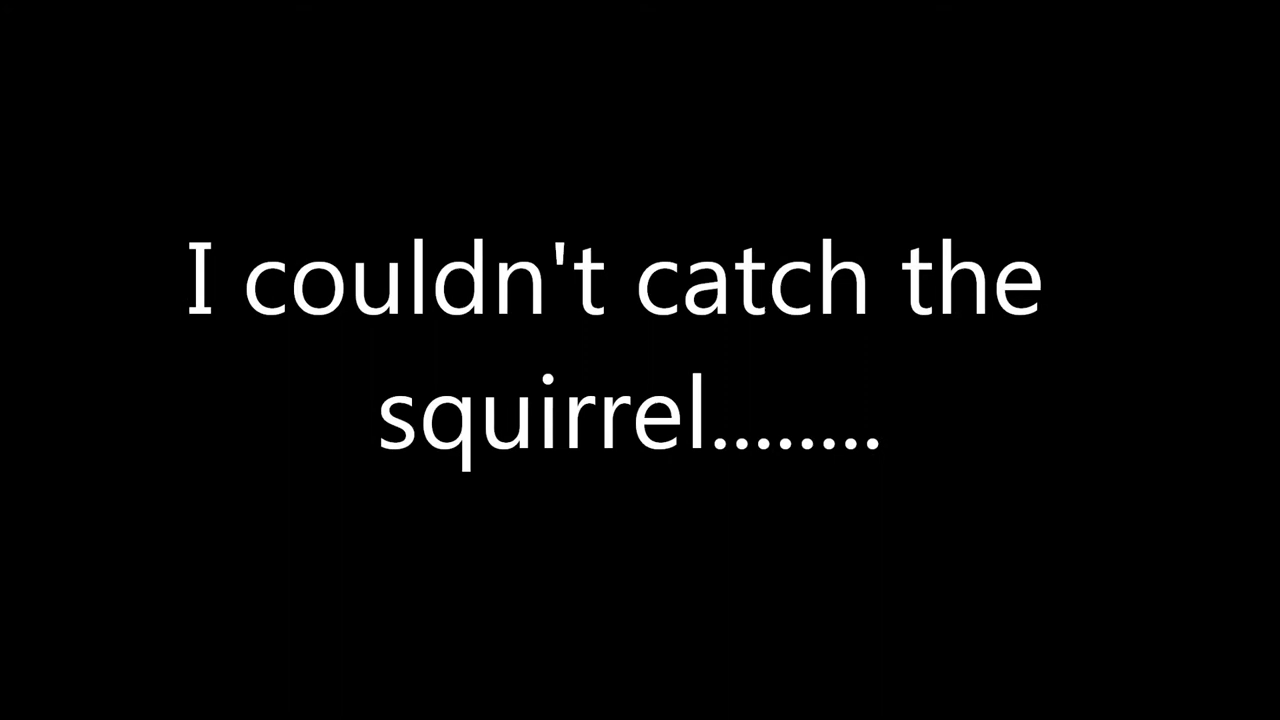 I couldn't catch the
squirrel........